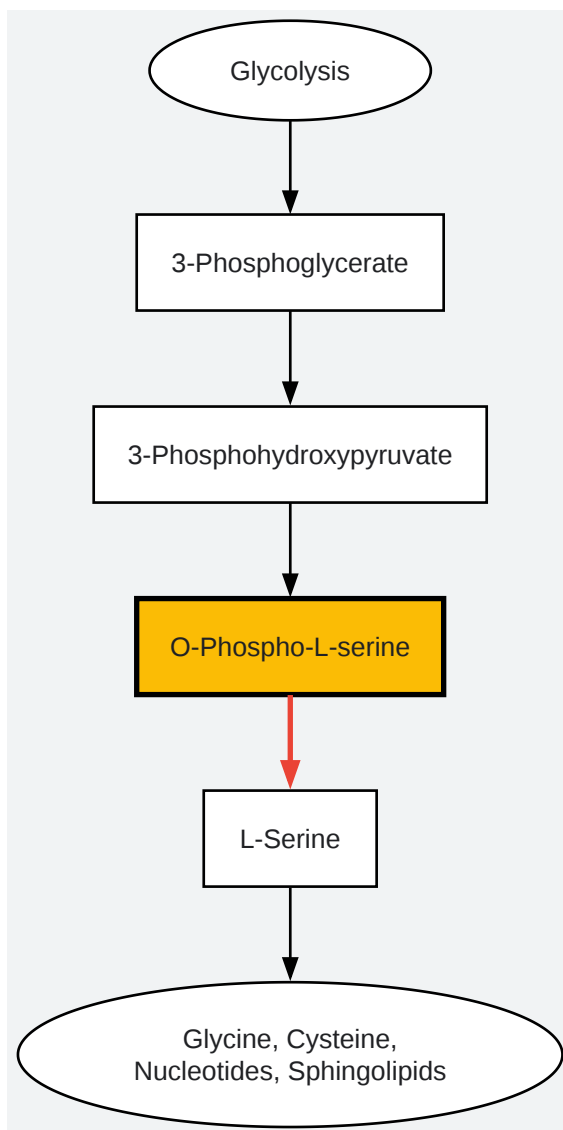 Glycolysis
3-Phosphoglycerate
3-Phosphohydroxypyruvate
O-Phospho-L-serine
L-Serine
Glycine, Cysteine,
Nucleotides, Sphingolipids